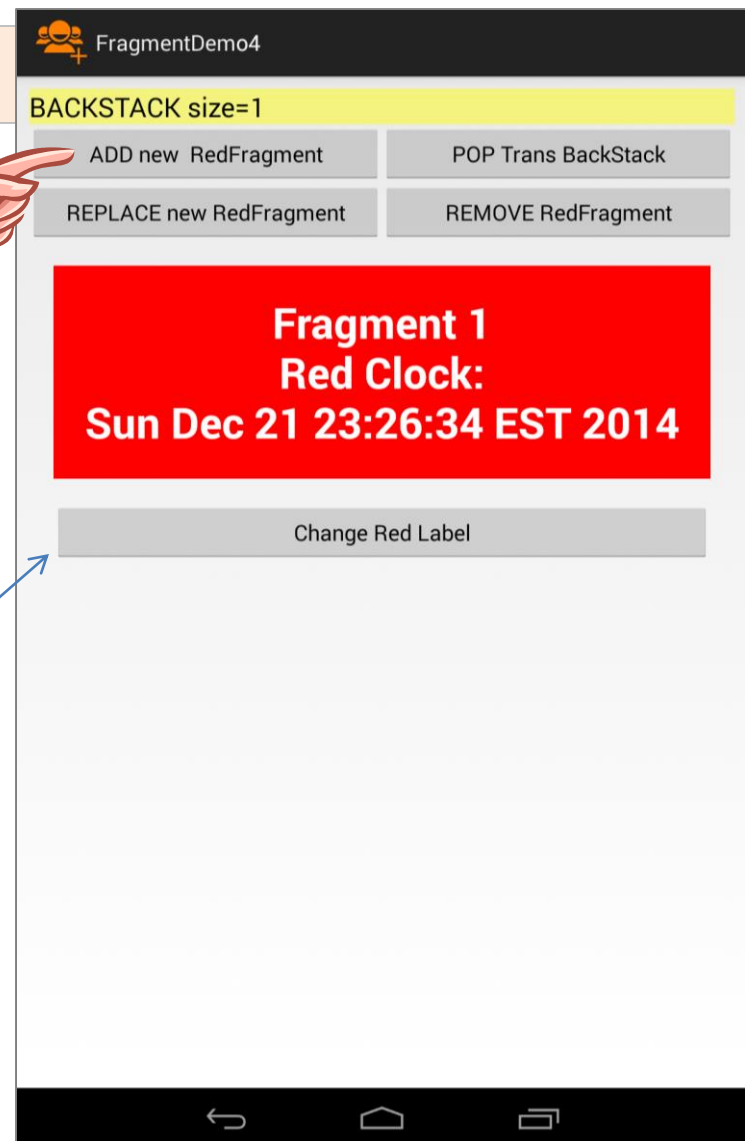 FragmentDemo4
BACKSTACK size=1
ADD new RedFragment
POP Trans BackStack
REPLACE new RedFragment
REMOVE RedFragment
Fragment 1
Red Clock:
Sun Dec 21 23:26:34 EST 2014
Change Red Label